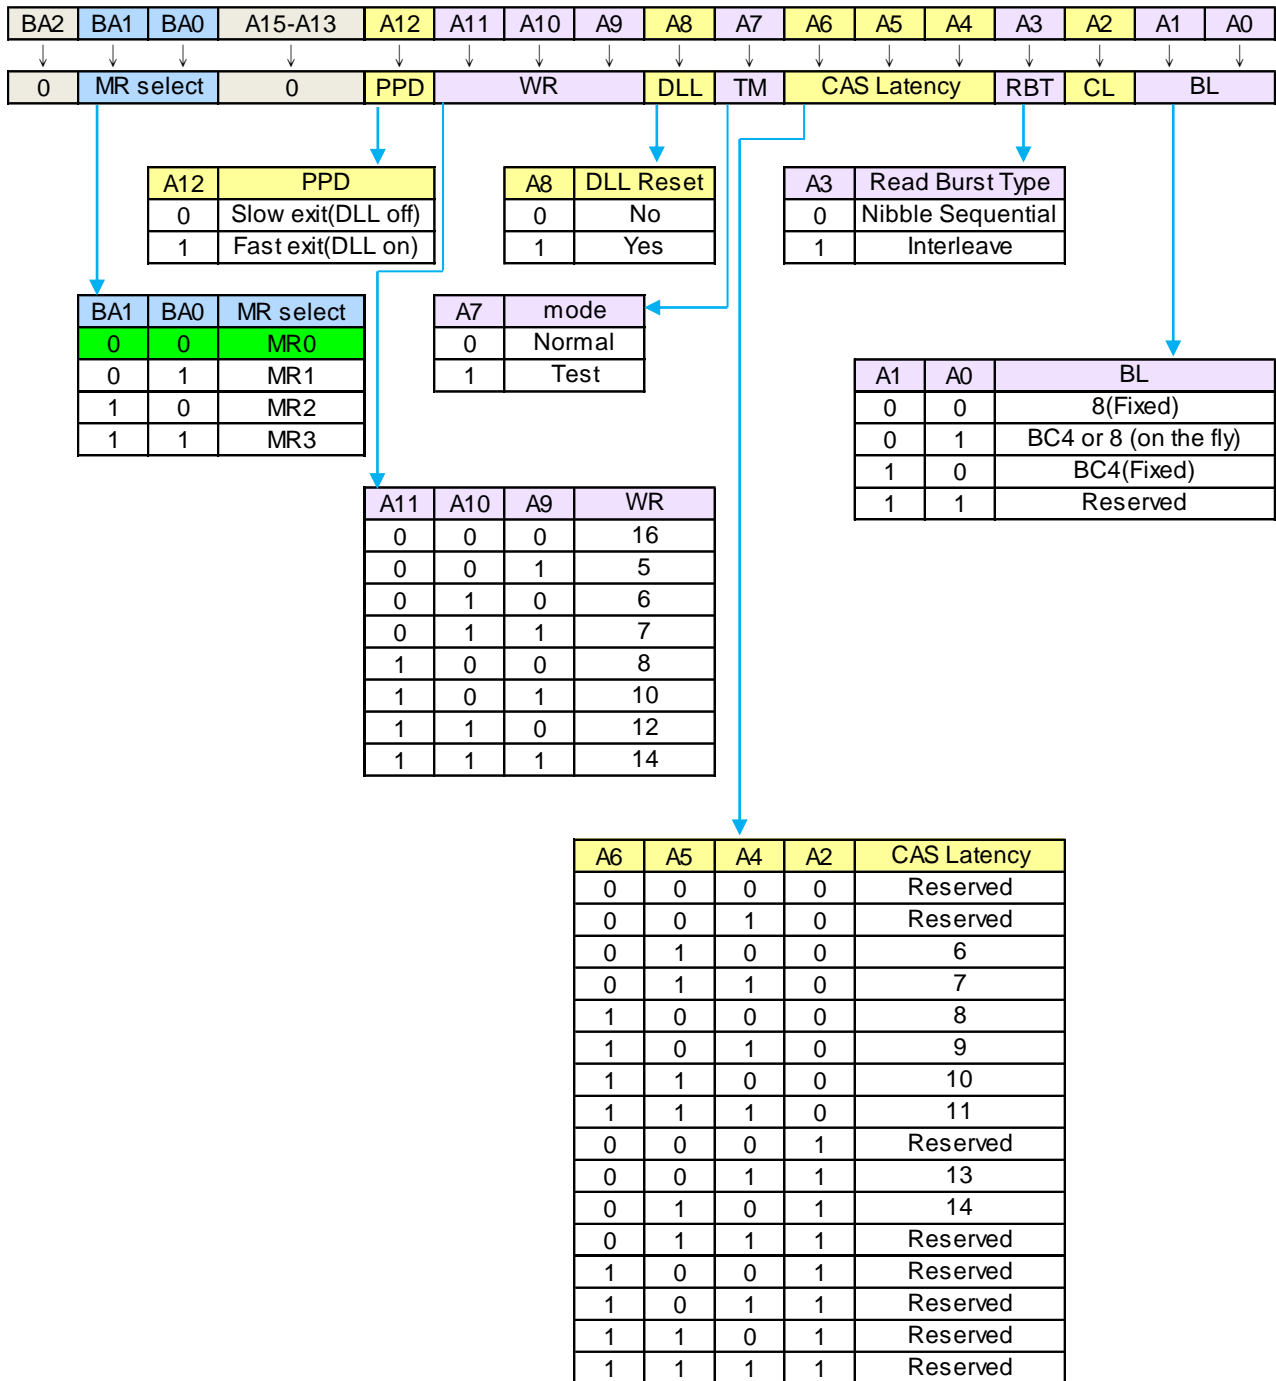 BA2 BA1 BA0 A15-A13 A12 A11 A10 A9 A8 A7 A6 A5 A4 A3 A2 A1 A0
0 MR select 0 PPD WR DLL TM CAS Latency RBT CL BL
A12 PPD
0 Slow exit(DLL off)
1 Fast exit(DLL on)
A8 DLL Reset
0 No
1 Yes
A3 Read Burst Type
0 Nibble Sequential
1 Interleave
BA1 BA0 MR select
0 0 MR0
0 1 MR1
1 0 MR2
1 1 MR3
A7 mode
0 Normal
1 Test
A1 A0 BL
0 0 8(Fixed)
0 1 BC4 or 8 (on the fly)
1 0 BC4(Fixed)
1 1 Reserved
A11 A10 A9 WR
0 0 0 16
0 0 1 5
0 1 0 6
0 1 1 7
1 0 0 8
1 0 1 10
1 1 0 12
1 1 1 14
A6 A5 A4 A2 CAS Latency
0 0 0 0 Reserved
0 0 1 0 Reserved
0 1 0 0 6
0 1 1 0 7
1 0 0 0 8
1 0 1 0 9
1 1 0 0 10
1 1 1 0 11
0 0 0 1 Reserved
0 0 1 1 13
0 1 0 1 14
0 1 1 1 Reserved
1 0 0 1 Reserved
1 0 1 1 Reserved
1 1 0 1 Reserved
1 1 1 1 Reserved